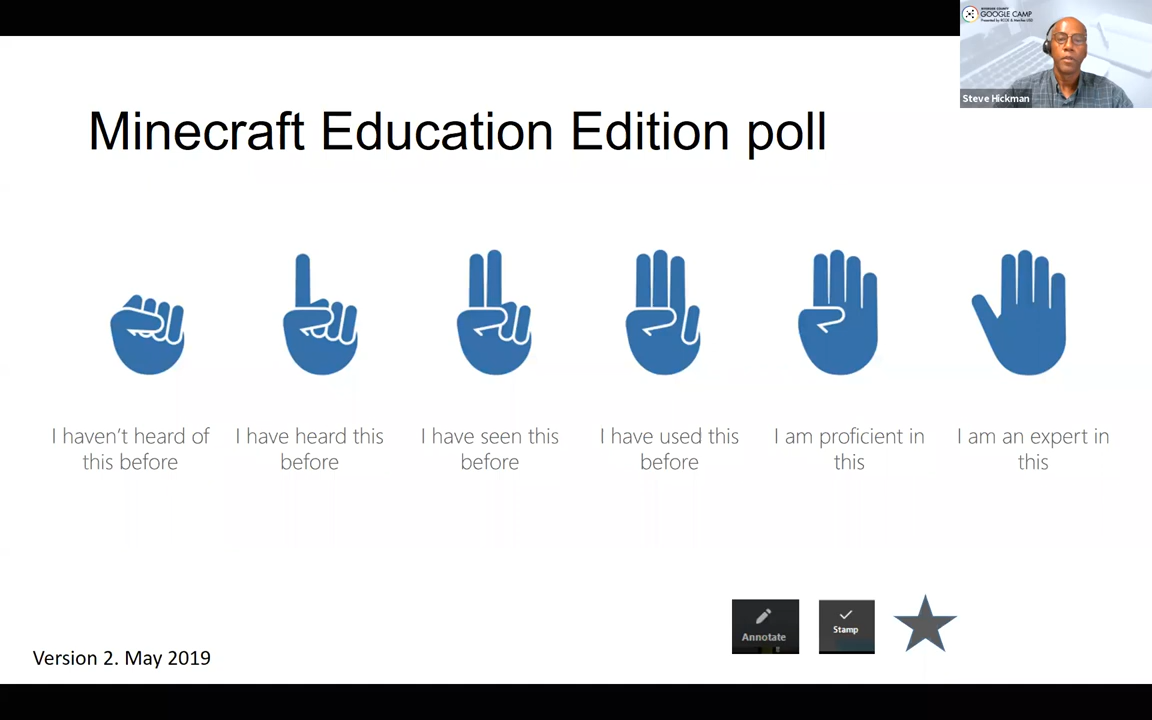 GOOGLE CAMP
Steve Hickman
Minecraft Education Edition poll
I haven't heard of
this before
I have heard this
before
I have seen this
before
I have used this
before
I am proficient in
this
I am an expert in
this
Annotate
Stamp
Version 2. May 2019